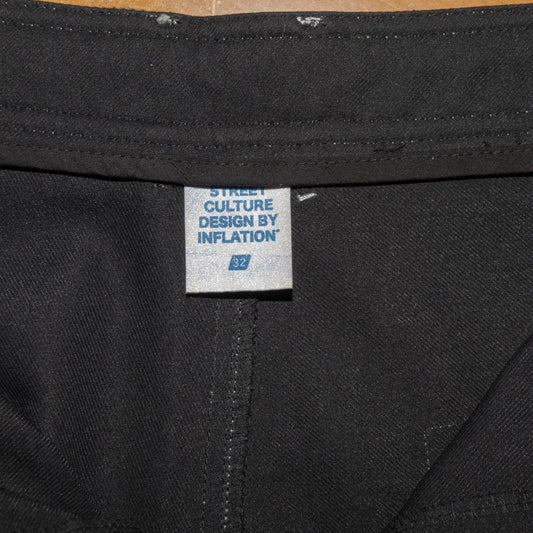 STREET
CULTURE
DESIGN BY
INFLATION
32